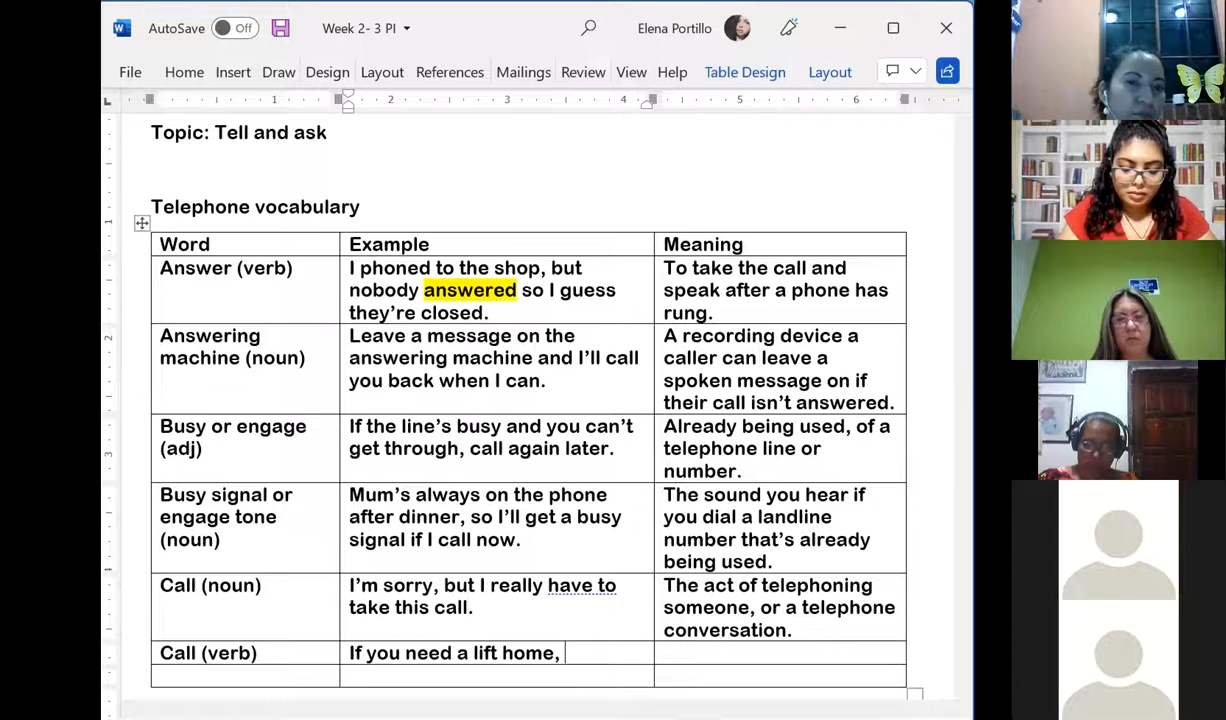 AutoSave Off Week 2- 3 PI Elena Portillo
File Home Insert Draw Design Layout References Mailings Review View Help Table Design Layout
1 2 3 4 5 6
Topic: Tell and ask
Telephone vocabulary
Word Example Meaning
Answer (verb) I phoned to the shop, but To take the call and
nobody answered so I guess speak after a phone has
they’re closed. rung.
Answering Leave a message on the A recording device a
machine (noun) answering machine and I’ll call caller can leave a
you back when I can. spoken message on if
their call isn’t answered.
Busy or engage If the line’s busy and you can’t Already being used, of a
(adj) get through, call again later. telephone line or
number.
Busy signal or Mum’s always on the phone The sound you hear if
engage tone after dinner, so I’ll get a busy you dial a landline
(noun) signal if I call now. number that’s already
being used.
Call (noun) I’m sorry, but I really have to The act of telephoning
take this call. someone, or a telephone
conversation.
Call (verb) If you need a lift home,